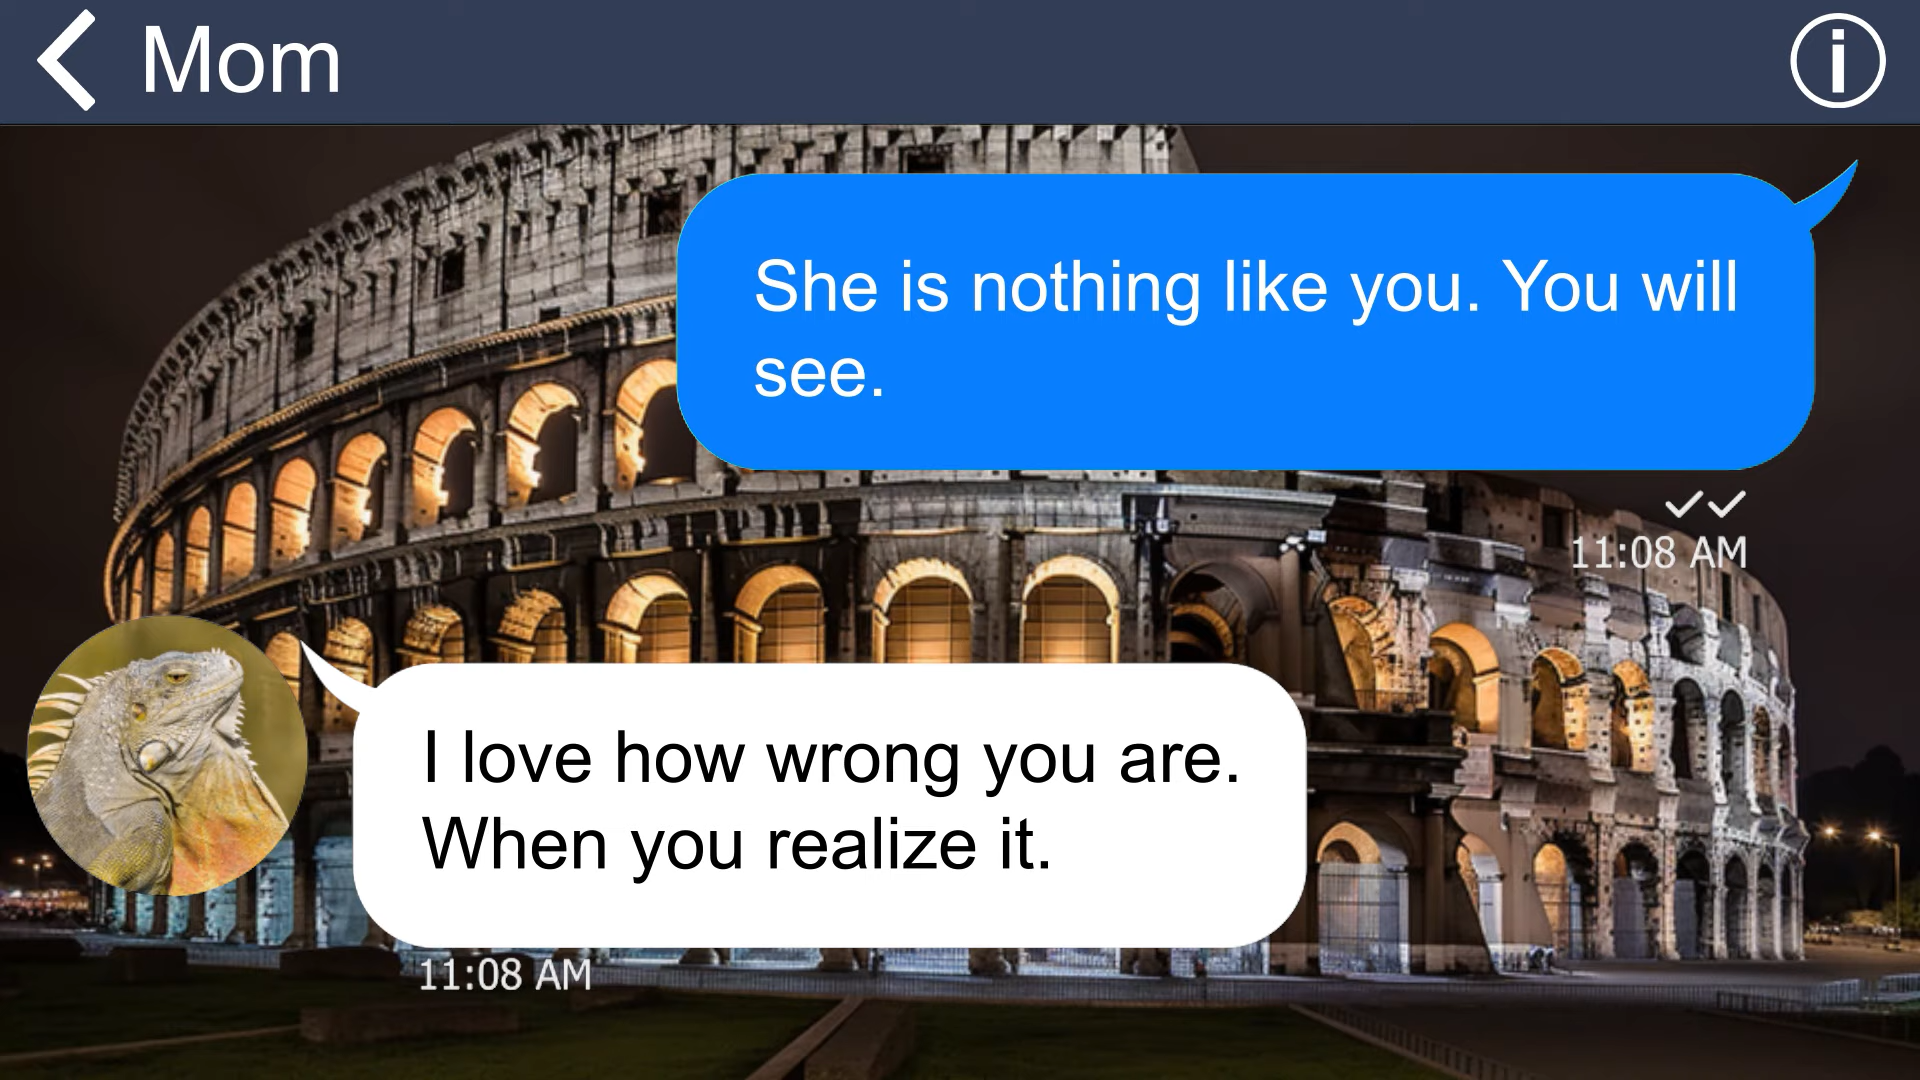 Mom
She is nothing like you. You will
see.
11:08 AM
I love how wrong you are.
When you realize it.
11:08 AM